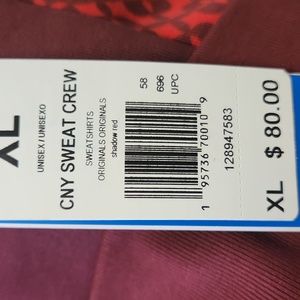 XL
UNISEX / UNISEXO
CNY SWEAT CREW
SWEATSHIRTS
ORIGINALS ORIGINALS
shadow red
58
696
UPC
1 95736 70010 9
128947583
XL $ 80.00